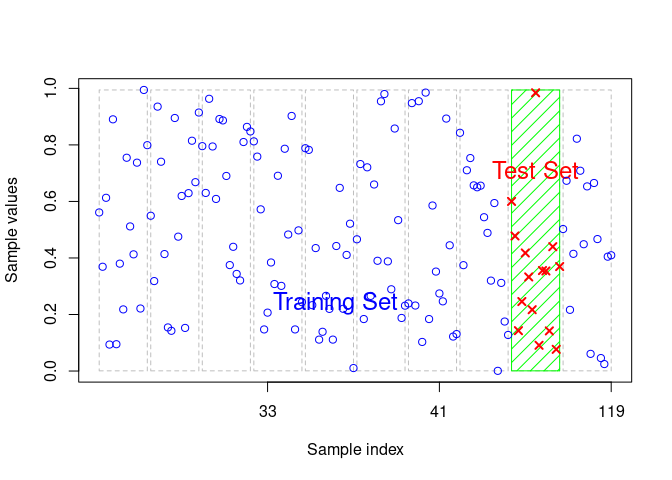 1.0
0.8
Test Set
0.6
0.4
Training Set
0.2
0.0
Sample values
33
41
119
Sample index